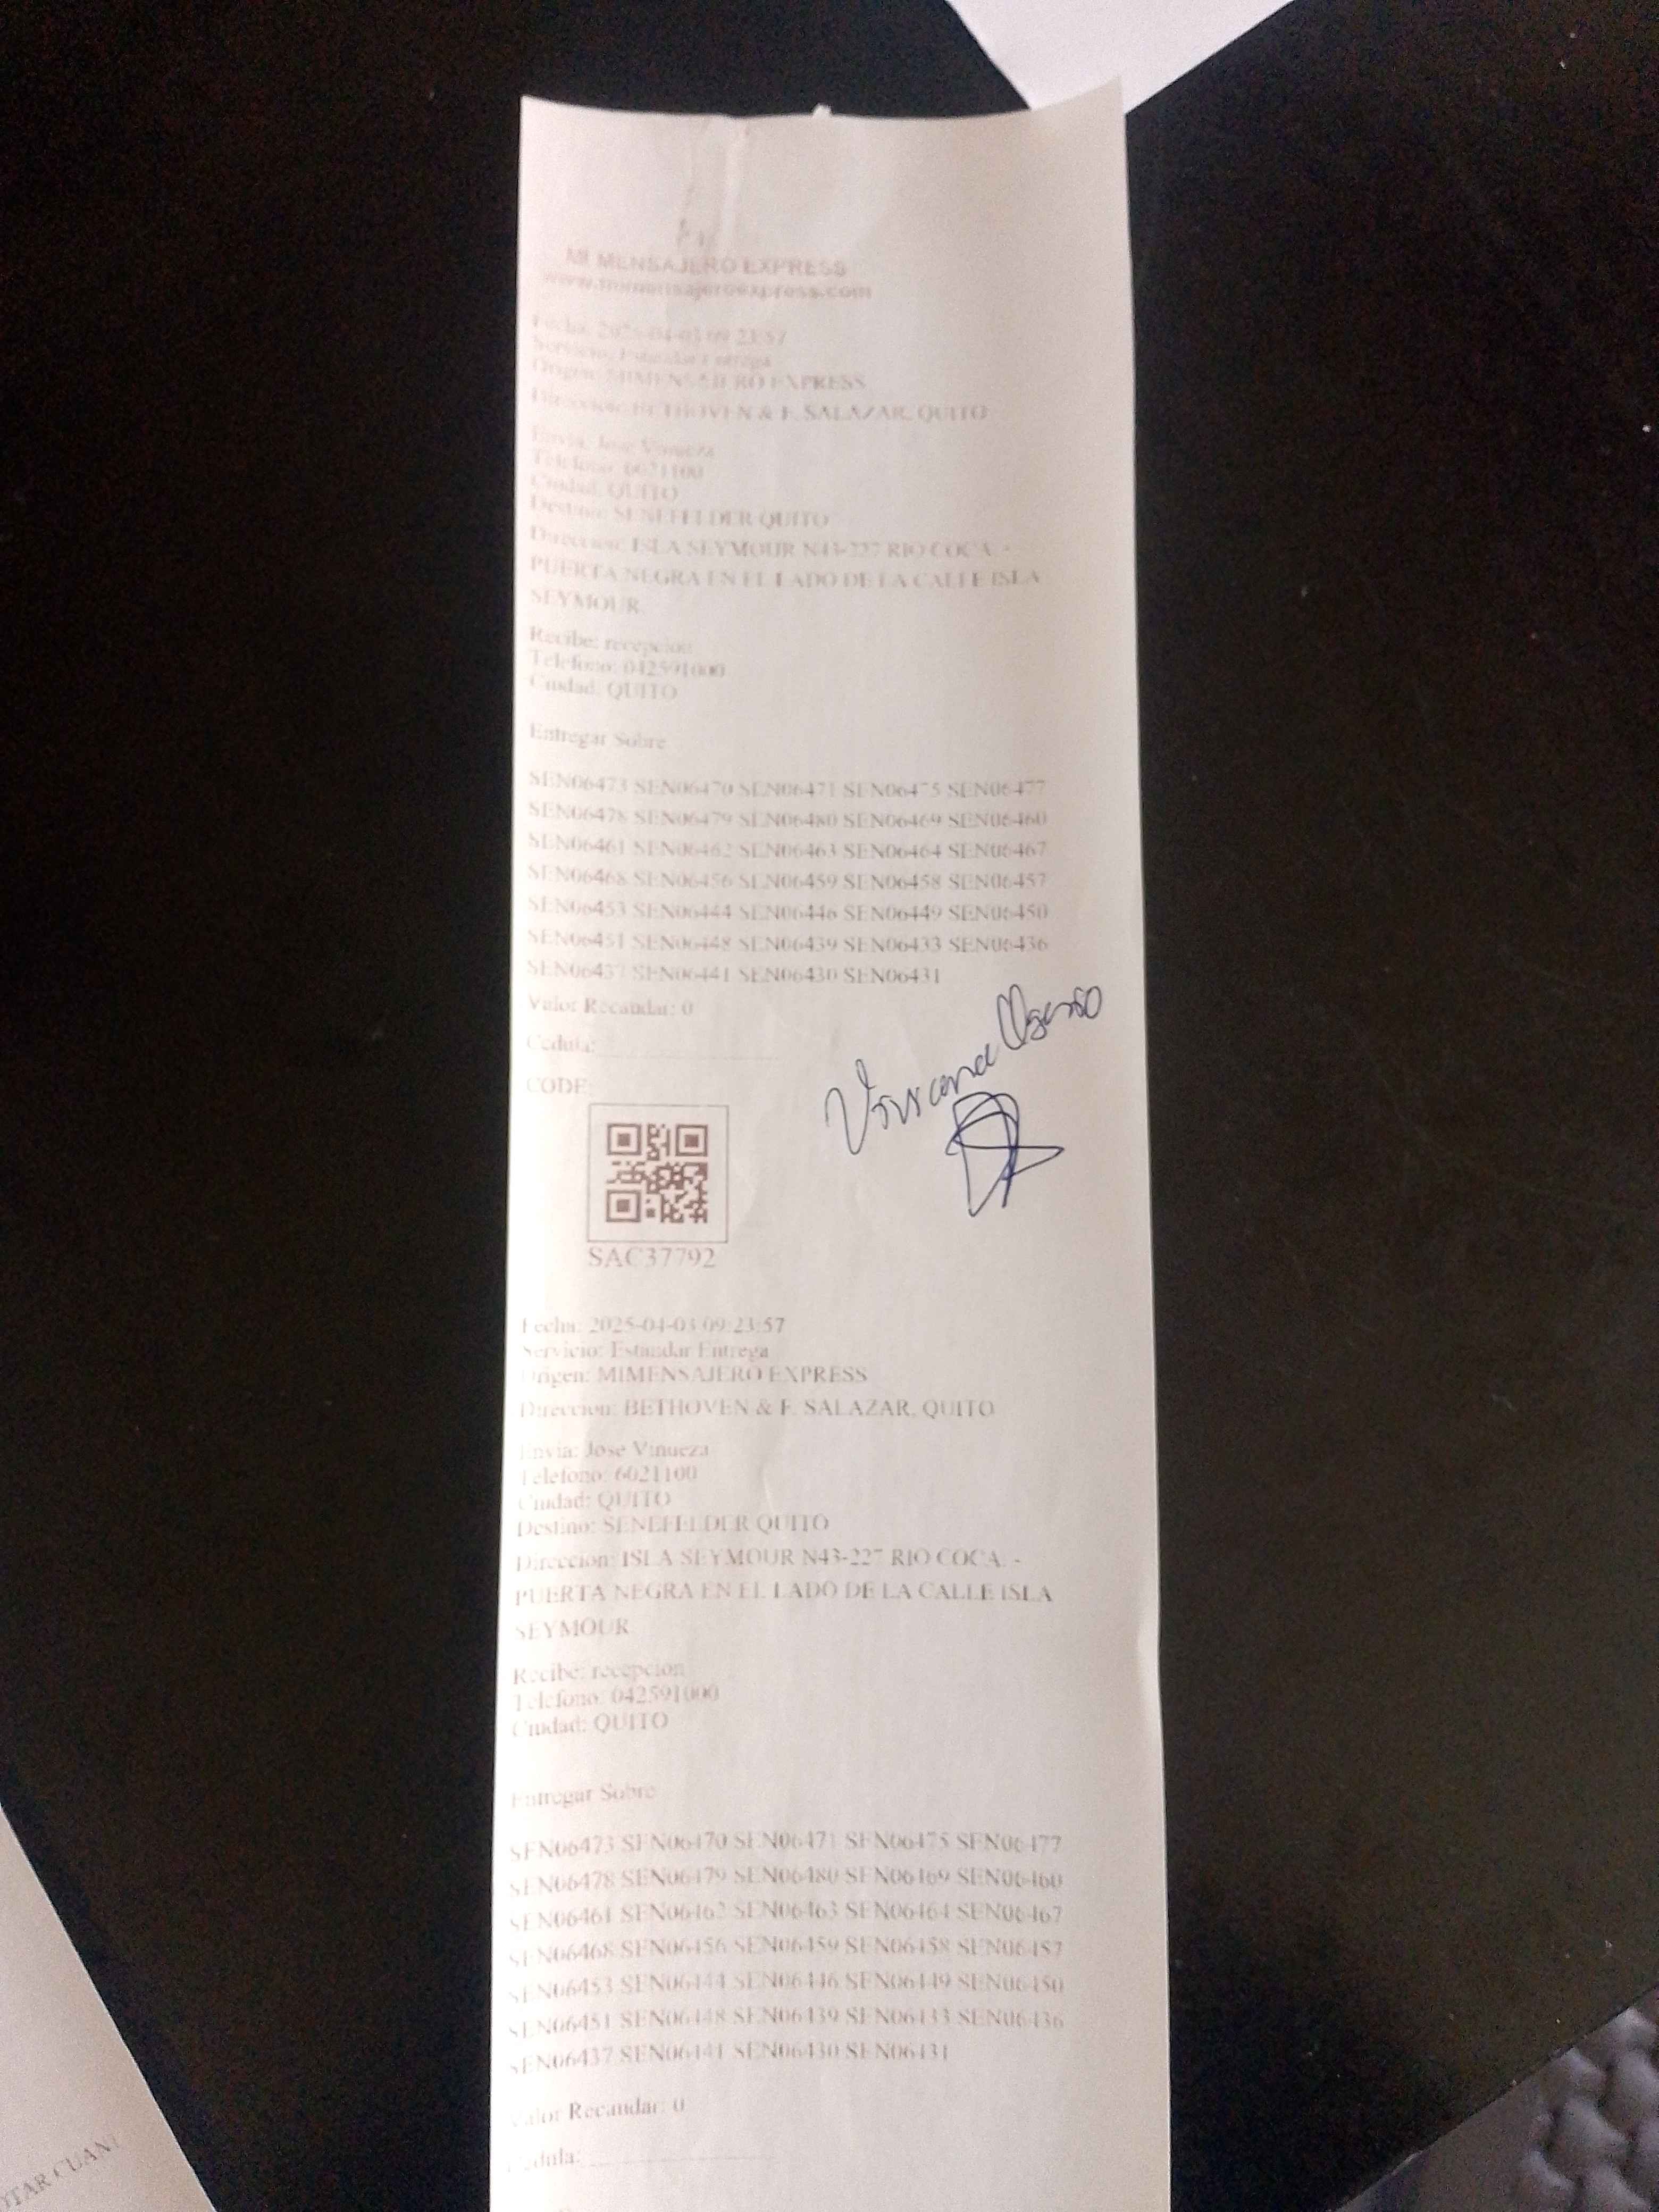 MI MENSAJERO EXPRESS
www.mimensajeroexpress.com
Fecha: 2025-04-03 09:23:57
Servicio: Estandar Entrega
Origen: MIMENSAJERO EXPRESS
Direccion: BETHOVEN & F. SALAZAR, QUITO
Envia: Jose Vinueza
Telefono: 6021100
Ciudad: QUITO
Destino: SENEFELDER QUITO
Direccion: ISLA SEYMOUR N43-227 RIO COCA. -
PUERTA NEGRA EN EL LADO DE LA CALLE ISLA
SEYMOUR
Recibe: recepcion
Telefono: 042591000
Ciudad: QUITO
Entregar Sobre
SEN06473 SEN06470 SEN06471 SEN06475 SEN06477
SEN06478 SEN06479 SEN06480 SEN06469 SEN06460
SEN06461 SEN06462 SEN06463 SEN06464 SEN06467
SEN06468 SEN06456 SEN06459 SEN06458 SEN06457
SEN06453 SEN06444 SEN06446 SEN06449 SEN06450
SEN06451 SEN06448 SEN06439 SEN06433 SEN06436
SEN06437 SEN06441 SEN06430 SEN06431
Valor Recaudar: 0
Cedula:
Viviana
CODE:
SAC37792
Fecha: 2025-04-03 09:23:57
Servicio: Estandar Entrega
Origen: MIMENSAJERO EXPRESS
Direccion: BETHOVEN & F. SALAZAR, QUITO
Envia: Jose Vinueza
Telefono: 6021100
Ciudad: QUITO
Destino: SENEFELDER QUITO
Direccion: ISLA SEYMOUR N43-227 RIO COCA. -
PUERTA NEGRA EN EL LADO DE LA CALLE ISLA
SEYMOUR
Recibe: recepcion
Telefono: 042591000
Ciudad: QUITO
Entregar Sobre
SEN06473 SEN06470 SEN06471 SEN06475 SEN06477
SEN06478 SEN06479 SEN06480 SEN06469 SEN06460
SEN06461 SEN06462 SEN06463 SEN06464 SEN06467
SEN06468 SEN06456 SEN06459 SEN06458 SEN06457
SEN06453 SEN06444 SEN06446 SEN06449 SEN06450
SEN06451 SEN06448 SEN06439 SEN06433 SEN06436
SEN06437 SEN06441 SEN06430 SEN06431
Valor Recaudar: 0
Cedula: